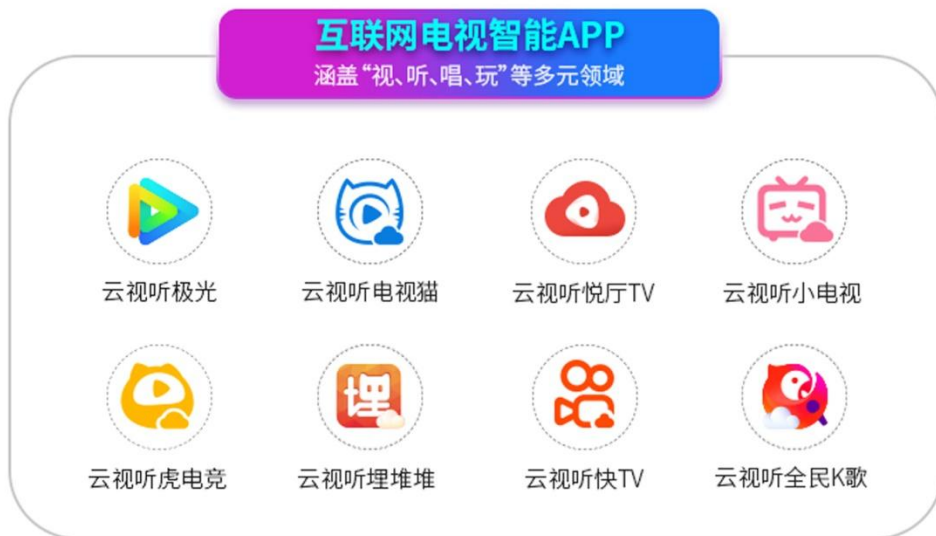 互联网电视智能APP
涵盖“视、听、唱、玩”等多元领域
云视听极光
云视听电视猫
云视听悦厅TV
云视听小电视
埋
云视听虎电竞
云视听埋堆堆
云视听快TV
云视听全民K歌